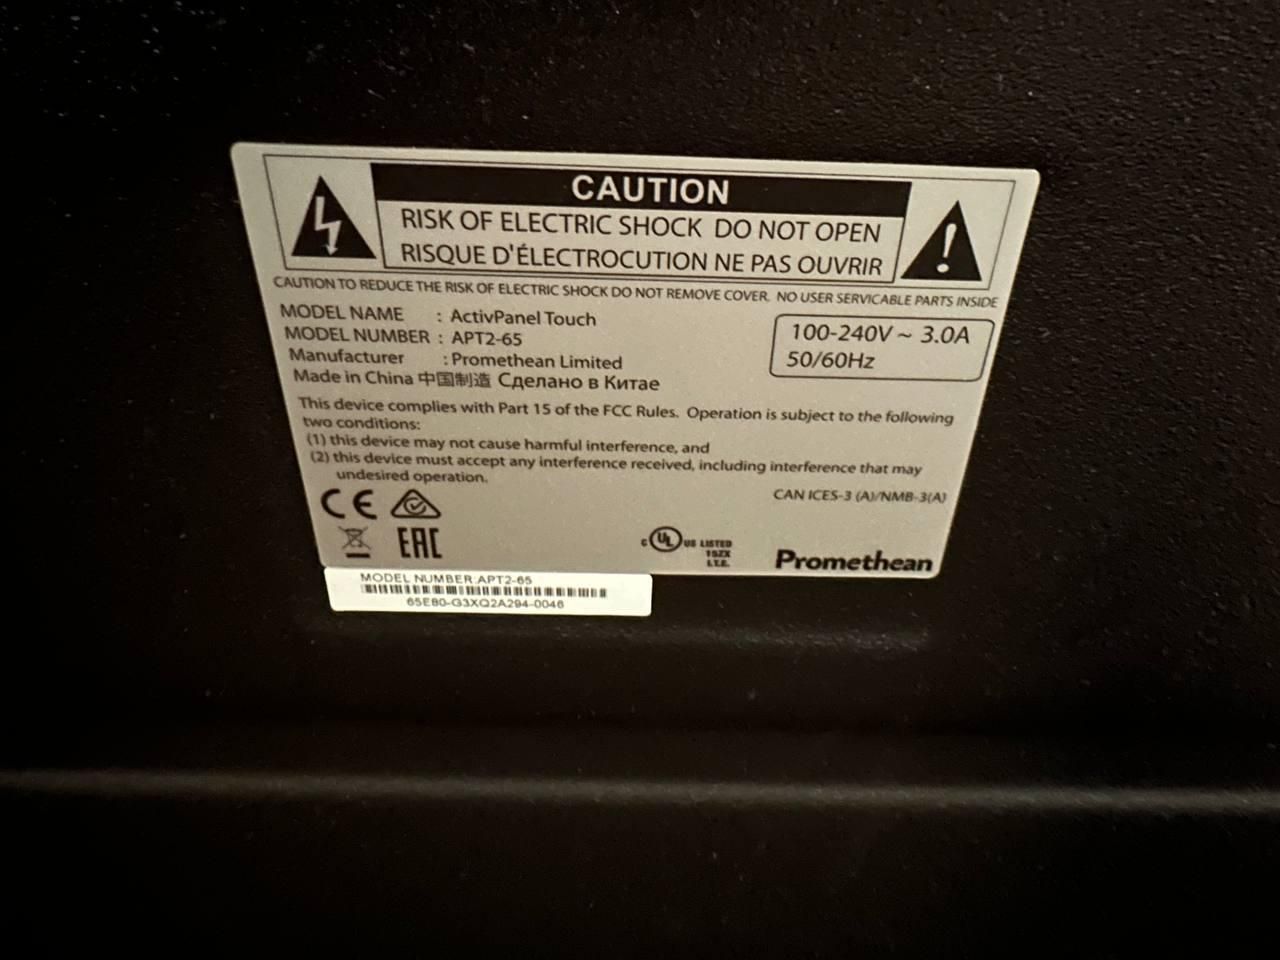 CAUTION
RISK OF ELECTRIC SHOCK DO NOT OPEN
RISQUE D'ÉLECTROCUTION NE PAS OUVRIR
CAUTION TO REDUCE THE RISK OF ELECTRIC SHOCK DO NOT REMOVE COVER. NO USER SERVICABLE PARTS INSIDE
MODEL NAME : ActivPanel Touch
MODEL NUMBER : APT2-65
Manufacturer : Promethean Limited
Made in China 中国制造 Сделано в Китае
100-240V ~ 3.0A
50/60Hz
This device complies with Part 15 of the FCC Rules. Operation is subject to the following
two conditions:
(1) this device may not cause harmful interference, and
(2) this device must accept any interference received, including interference that may
undesired operation.
CAN ICES-3 (A)/NMB-3(A)
CE
EAC
C UL US LISTED
15ZX
I.T.E.
Promethean
MODEL NUMBER:APT2-65
65E80-G3XQ2A294-0046